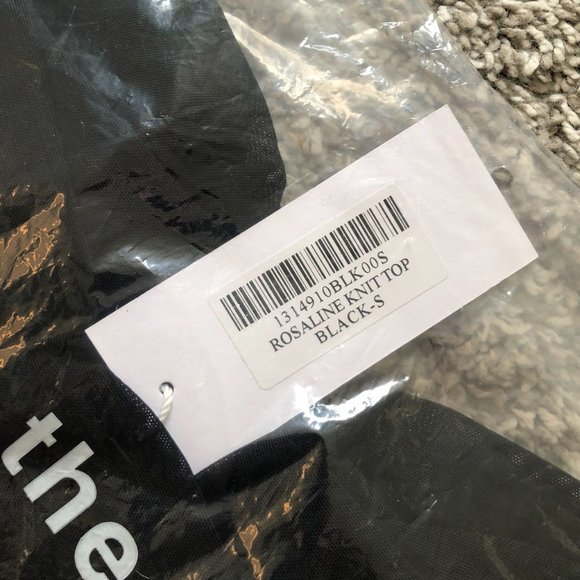 1314910BLK00S
ROSALINE KNIT TOP
BLACK-S
the